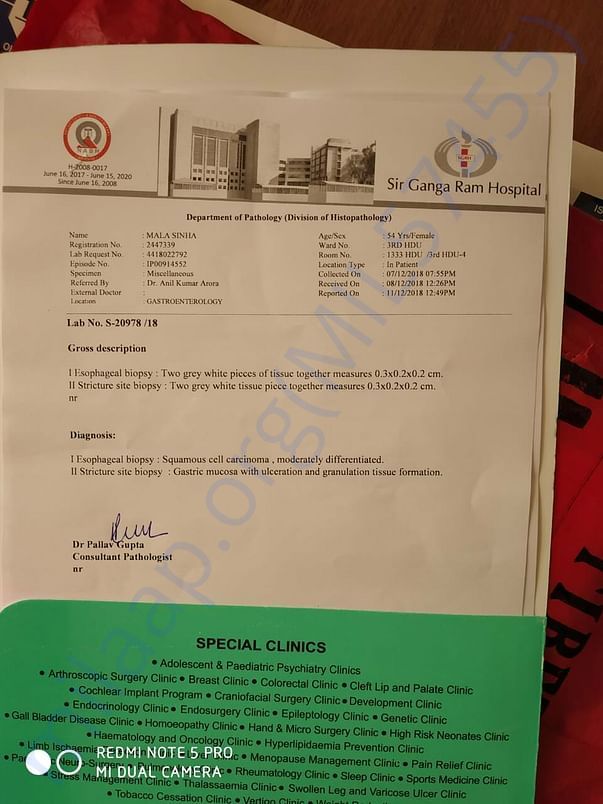 NABH
H-2008-0017
June 16, 2017 - June 15, 2020
Since June 16, 2008
SGRH
Sir Ganga Ram Hospital
Department of Pathology (Division of Histopathology)
Name : MALA SINHA Age/Sex : 54 Yrs/Female
Registration No. : 2447339 Ward No. : 3RD HDU
Lab Request No. : 4418022792 Room No. : 1333 HDU /3rd HDU-4
Episode No. : IP00914552 Location Type : In Patient
Specimen : Miscellaneous Collected On : 07/12/2018 07:55PM
Referred By : Dr. Anil Kumar Arora Received On : 08/12/2018 12:26PM
External Doctor : Reported On : 11/12/2018 12:49PM
Location : GASTROENTEROLOGY
Lab No. S-20978 /18
Gross description
I Esophageal biopsy : Two grey white pieces of tissue together measures 0.3x0.2x0.2 cm.
II Stricture site biopsy : Two grey white tissue piece together measures 0.3x0.2x0.2 cm.
nr
Diagnosis:
I Esophageal biopsy : Squamous cell carcinoma , moderately differentiated.
II Stricture site biopsy : Gastric mucosa with ulceration and granulation tissue formation.
Dr Pallav Gupta
Consultant Pathologist
nr
SPECIAL CLINICS
• Adolescent & Paediatric Psychiatry Clinics
• Arthroscopic Surgery Clinic • Breast Clinic • Colorectal Clinic • Cleft Lip and Palate Clinic
• Cochlear Implant Program • Craniofacial Surgery Clinic • Development Clinic
• Endocrinology Clinic • Endosurgery Clinic • Epileptology Clinic • Genetic Clinic
• Gall Bladder Disease Clinic • Homoeopathy Clinic • Hand & Micro Surgery Clinic • High Risk Neonates Clinic
• Haematology and Oncology Clinic • Hyperlipidaemia Prevention Clinic
• Limb Ischaemia Clinic • Menopause Management Clinic • Pain Relief Clinic
Neuro-Surgery Clinic • Rheumatology Clinic • Sleep Clinic • Sports Medicine Clinic
• Stress Management Clinic • Thalassaemia Clinic • Swollen Leg and Varicose Ulcer Clinic
• Tobacco Cessation Clinic • Vertigo Clinic •
REDMI NOTE 5 PRO
MI DUAL CAMERA